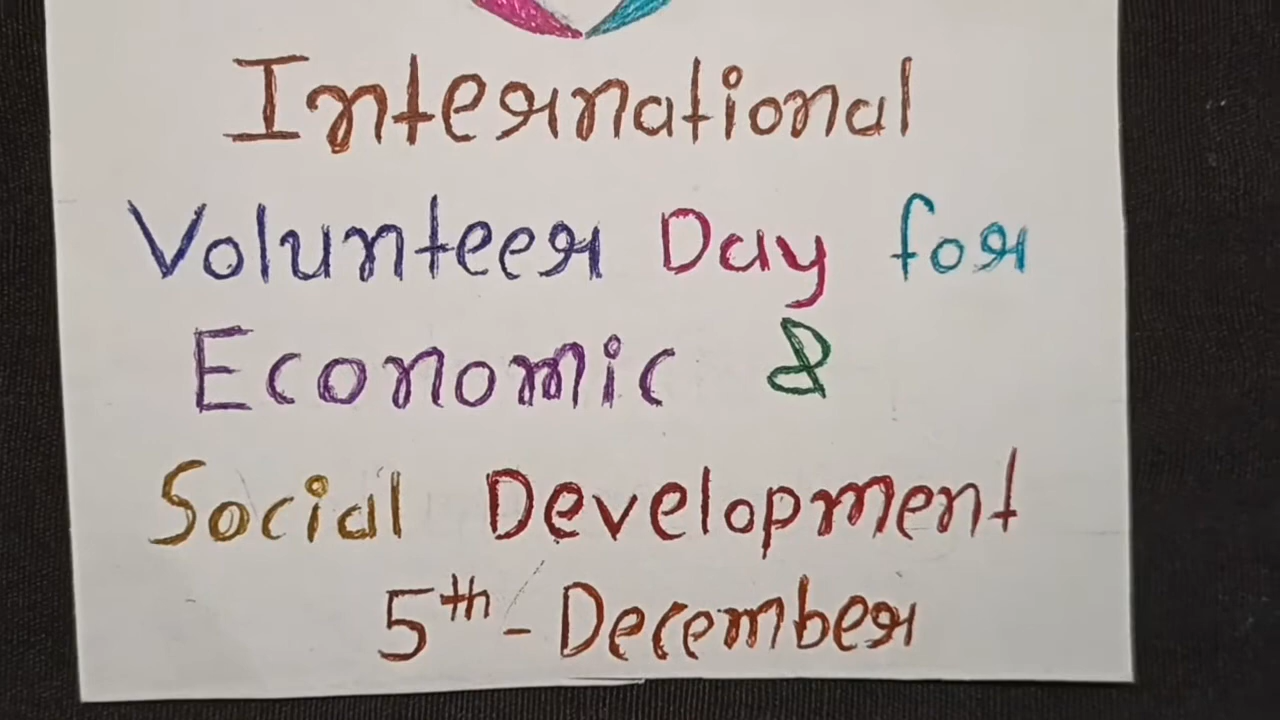 International
Volunteer Day for
Economic &
Social Development
5th - December